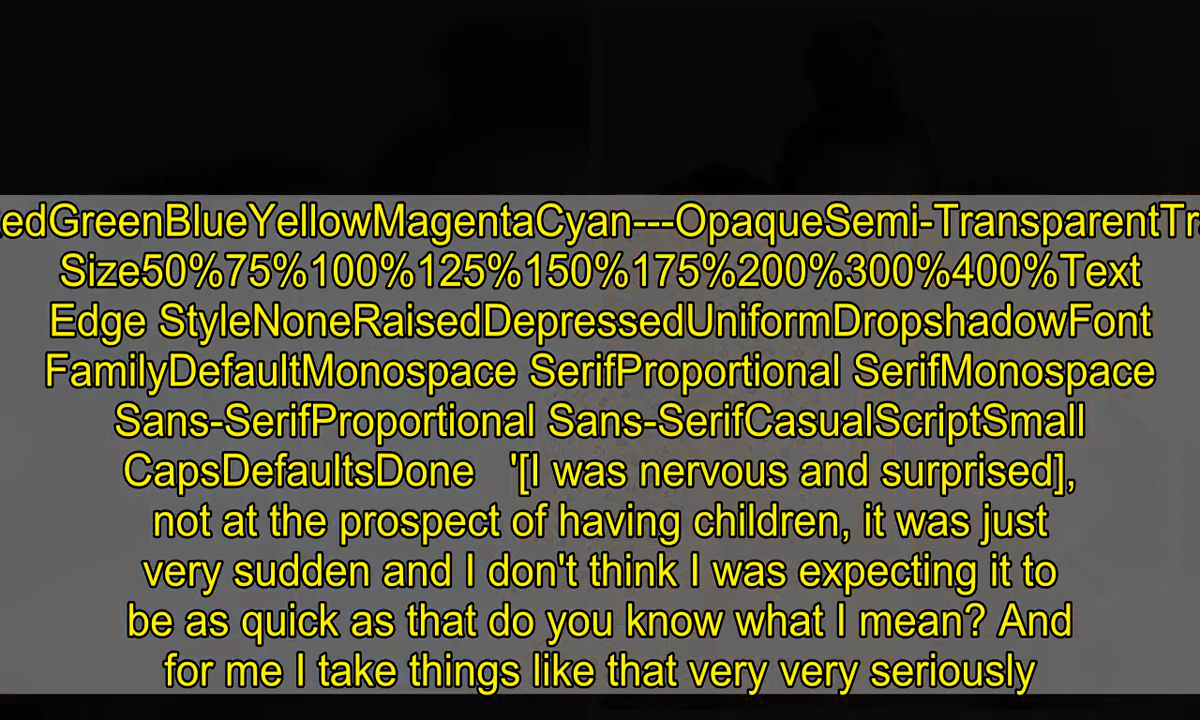 edGreenBlueYellowMagentaCyan---OpaqueSemi-TransparentTra
Size50%75%100%125%150%175%200%300%400%Text
Edge StyleNoneRaisedDepressedUniformDropshadowFont
FamilyDefaultMonospace SerifProportional SerifMonospace
Sans-SerifProportional Sans-SerifCasualScriptSmall
CapsDefaultsDone '[I was nervous and surprised],
not at the prospect of having children, it was just
very sudden and I don't think I was expecting it to
be as quick as that do you know what I mean? And
for me I take things like that very very seriously